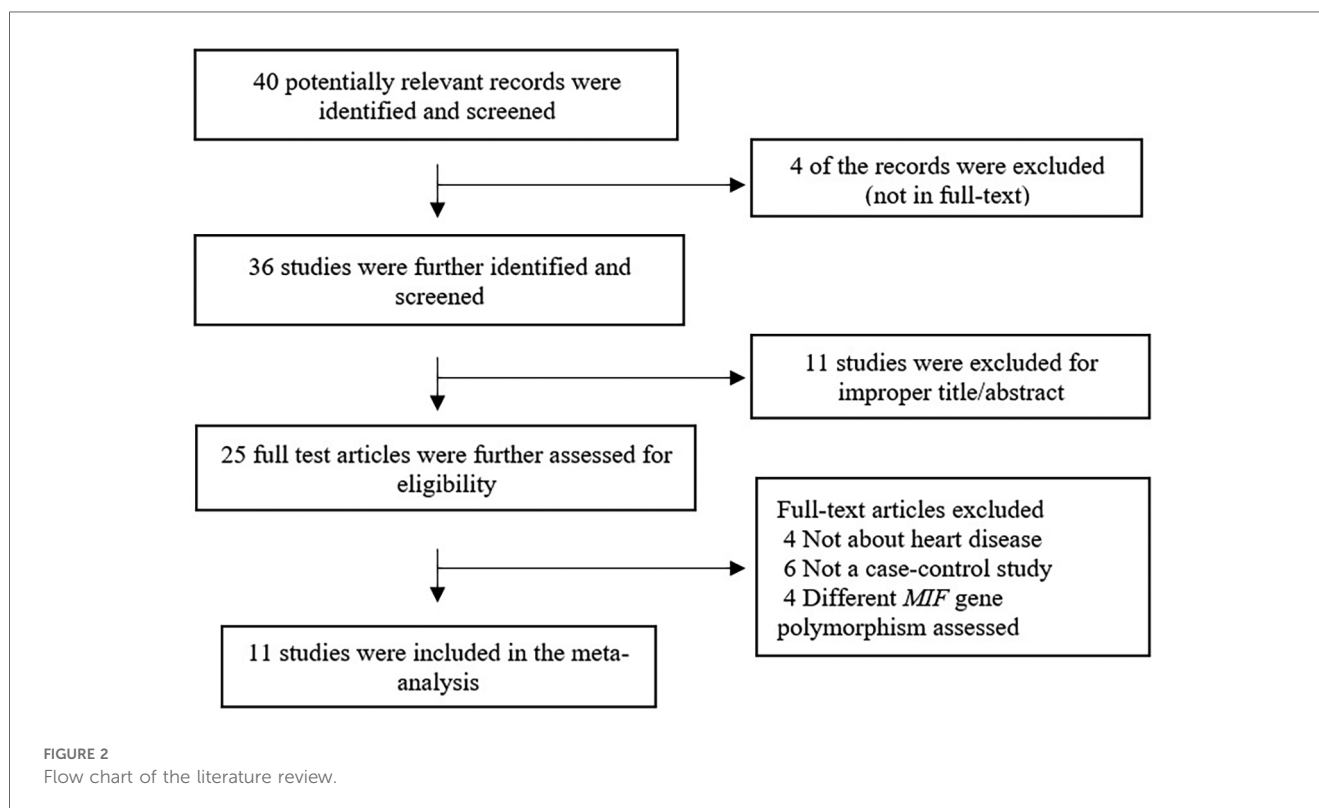 40 potentially relevant records were
identified and screened
4 of the records were excluded
(not in full-text)
36 studies were further identified and
screened
11 studies were excluded for
improper title/abstract
25 full test articles were further assessed for
eligibility
Full-text articles excluded
4 Not about heart disease
6 Not a case-control study
4 Different MIF gene
polymorphism assessed
11 studies were included in the meta-
analysis
FIGURE 2
Flow chart of the literature review.